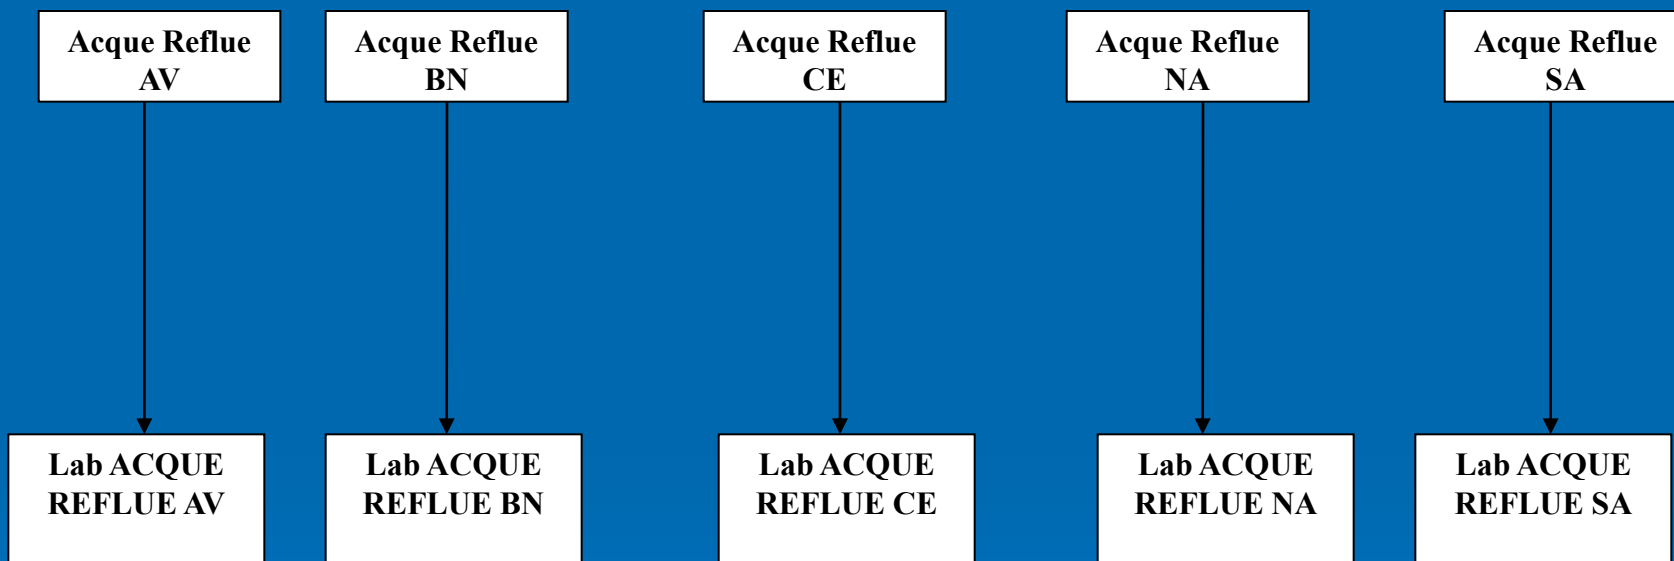 Acque Reflue
AV
Acque Reflue
BN
Acque Reflue
CE
Acque Reflue
NA
Acque Reflue
SA
Lab ACQUE
REFLUE AV
Lab ACQUE
REFLUE BN
Lab ACQUE
REFLUE CE
Lab ACQUE
REFLUE NA
Lab ACQUE
REFLUE SA